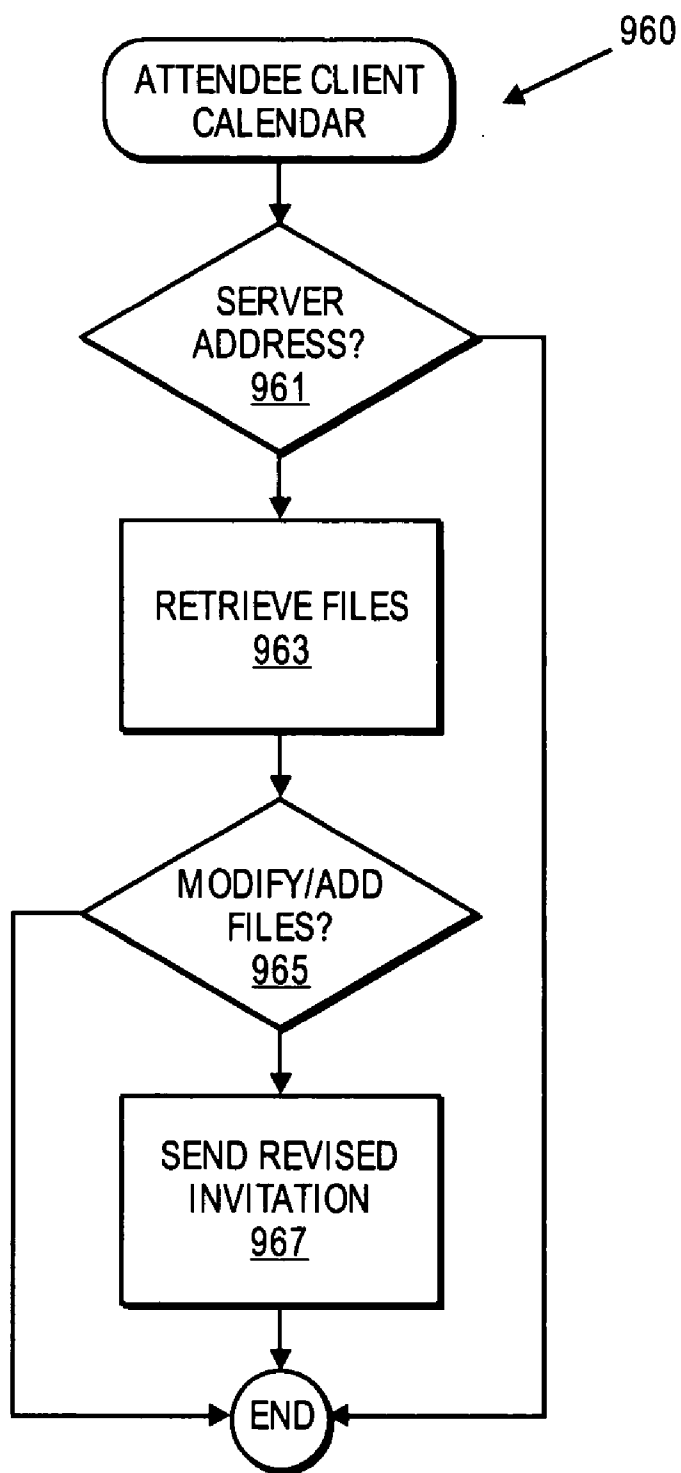 960
ATTENDEE CLIENT
CALENDAR
SERVER
ADDRESS?
961
RETRIEVE FILES
963
MODIFY/ADD
FILES?
965
SEND REVISED
INVITATION
967
END